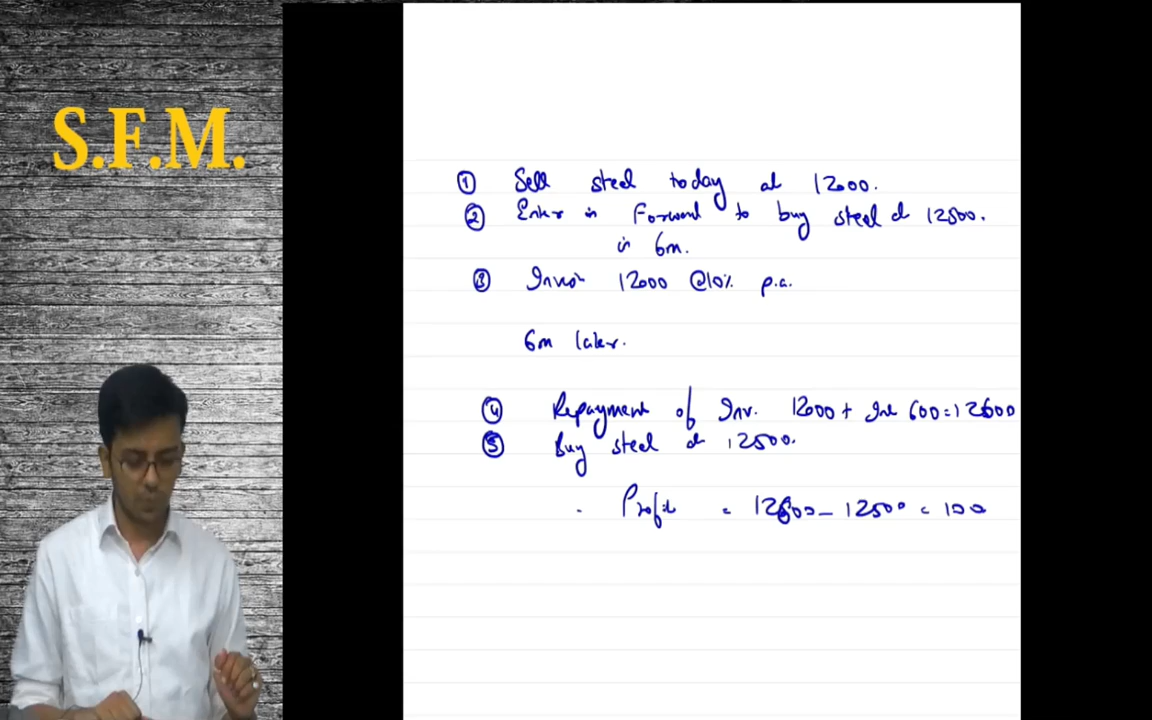 S.F.M.
① Sell steel today at 12000.
② Enter in Forward to buy steel at 12500.
in 6m.
③ Invest 12000 @10% p.a.
6m later.
④ Repayment of Inv. 12000 + Int 600 = 12600
⑤ Buy steel at 12500.
Profit = 12600 - 12500 = 100